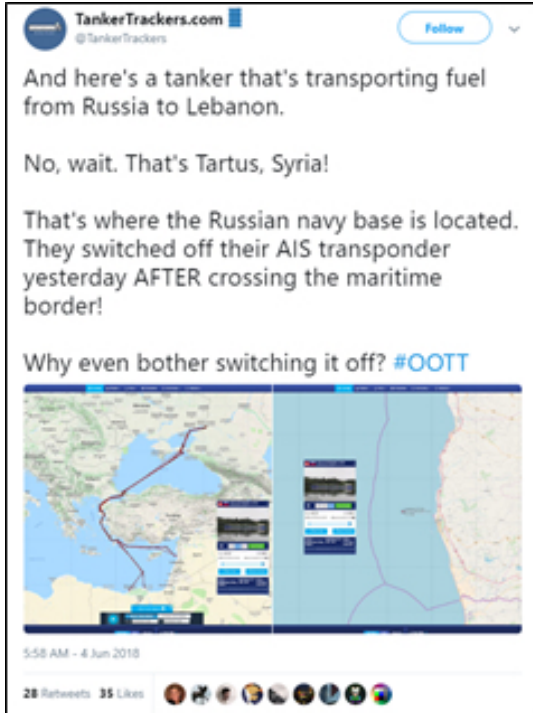 TankerTrackers.com
@TankerTrackers
Follow
And here's a tanker that's transporting fuel
from Russia to Lebanon.
No, wait. That's Tartus, Syria!
That's where the Russian navy base is located.
They switched off their AIS transponder
yesterday AFTER crossing the maritime
border!
Why even bother switching it off? #OOTT
5:58 AM - 4 Jun 2018
28 Retweets 35 Likes